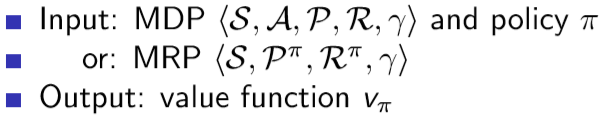 Input: MDP ⟨𝒮, 𝒜, 𝒫, ℛ, γ⟩ and policy π
or: MRP ⟨𝒮, 𝒫^π, ℛ^π, γ⟩
Output: value function v_π